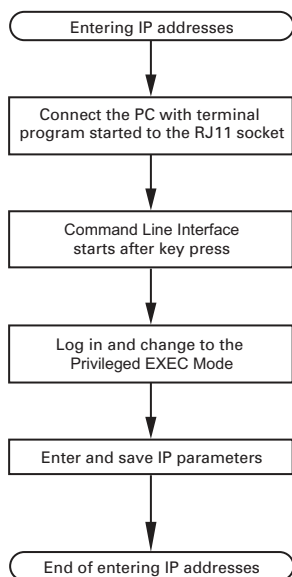 Entering IP addresses
Connect the PC with terminal
program started to the RJ11 socket
Command Line Interface
starts after key press
Log in and change to the
Privileged EXEC Mode
Enter and save IP parameters
End of entering IP addresses